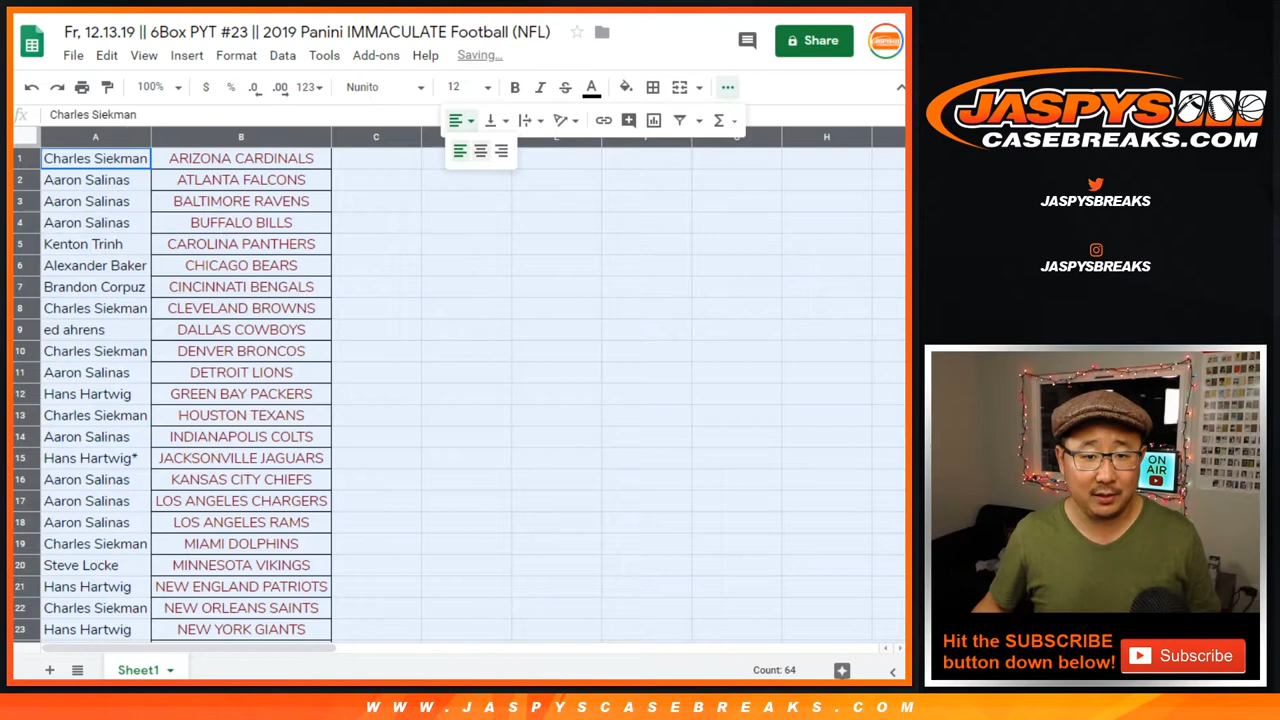 Fr, 12.13.19 || 6Box PYT #23 || 2019 Panini IMMACULATE Football (NFL)
File Edit View Insert Format Data Tools Add-ons Help Saving...
Share
100% $ % .0 .00 123 Nunito 12 B I S A
fx Charles Siekman
A B C H
1 Charles Siekman ARIZONA CARDINALS
2 Aaron Salinas ATLANTA FALCONS
3 Aaron Salinas BALTIMORE RAVENS
4 Aaron Salinas BUFFALO BILLS
5 Kenton Trinh CAROLINA PANTHERS
6 Alexander Baker CHICAGO BEARS
7 Brandon Corpuz CINCINNATI BENGALS
8 Charles Siekman CLEVELAND BROWNS
9 ed ahrens DALLAS COWBOYS
10 Charles Siekman DENVER BRONCOS
11 Aaron Salinas DETROIT LIONS
12 Hans Hartwig GREEN BAY PACKERS
13 Charles Siekman HOUSTON TEXANS
14 Aaron Salinas INDIANAPOLIS COLTS
15 Hans Hartwig* JACKSONVILLE JAGUARS
16 Aaron Salinas KANSAS CITY CHIEFS
17 Aaron Salinas LOS ANGELES CHARGERS
18 Aaron Salinas LOS ANGELES RAMS
19 Charles Siekman MIAMI DOLPHINS
20 Steve Locke MINNESOTA VIKINGS
21 Hans Hartwig NEW ENGLAND PATRIOTS
22 Charles Siekman NEW ORLEANS SAINTS
23 Hans Hartwig NEW YORK GIANTS
Sheet1
Count: 64
JASPYS
CASEBREAKS.COM
JASPYSBREAKS
JASPYSBREAKS
ON
AIR
Hit the SUBSCRIBE
button down below!
Subscribe
WWW.JASPYSCASEBREAKS.COM